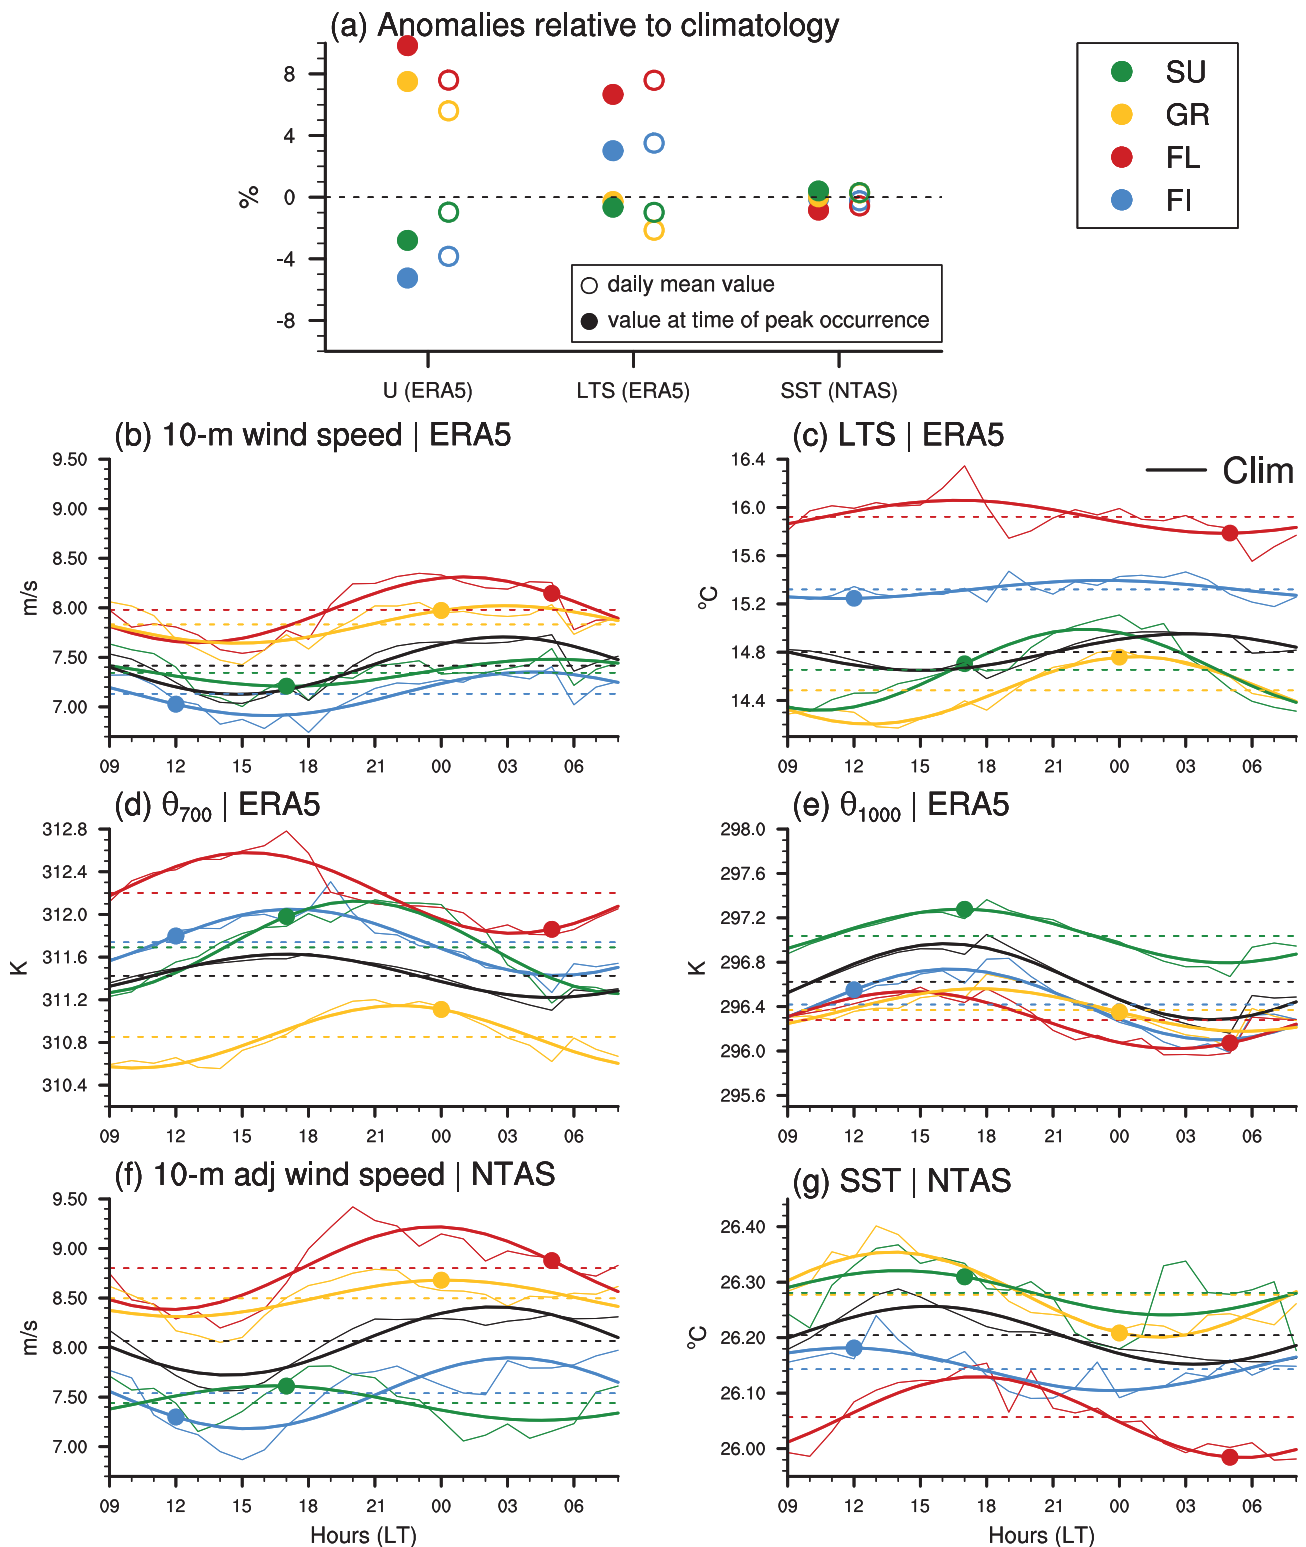 (a) Anomalies relative to climatology
8
4
0
-4
-8
%
U (ERA5)
LTS (ERA5)
SST (NTAS)
daily mean value
value at time of peak occurrence
SU
GR
FL
FI
(b) 10-m wind speed | ERA5
9.50
9.00
8.50
8.00
7.50
7.00
m/s
09 12 15 18 21 00 03 06
(c) LTS | ERA5
Clim
16.4
16.0
15.6
15.2
14.8
14.4
°C
09 12 15 18 21 00 03 06
(d) θ700 | ERA5
312.8
312.4
312.0
311.6
311.2
310.8
310.4
K
09 12 15 18 21 00 03 06
(e) θ1000 | ERA5
298.0
297.6
297.2
296.8
296.4
296.0
295.6
K
09 12 15 18 21 00 03 06
(f) 10-m adj wind speed | NTAS
9.50
9.00
8.50
8.00
7.50
7.00
m/s
09 12 15 18 21 00 03 06
Hours (LT)
(g) SST | NTAS
26.40
26.30
26.20
26.10
26.00
°C
09 12 15 18 21 00 03 06
Hours (LT)